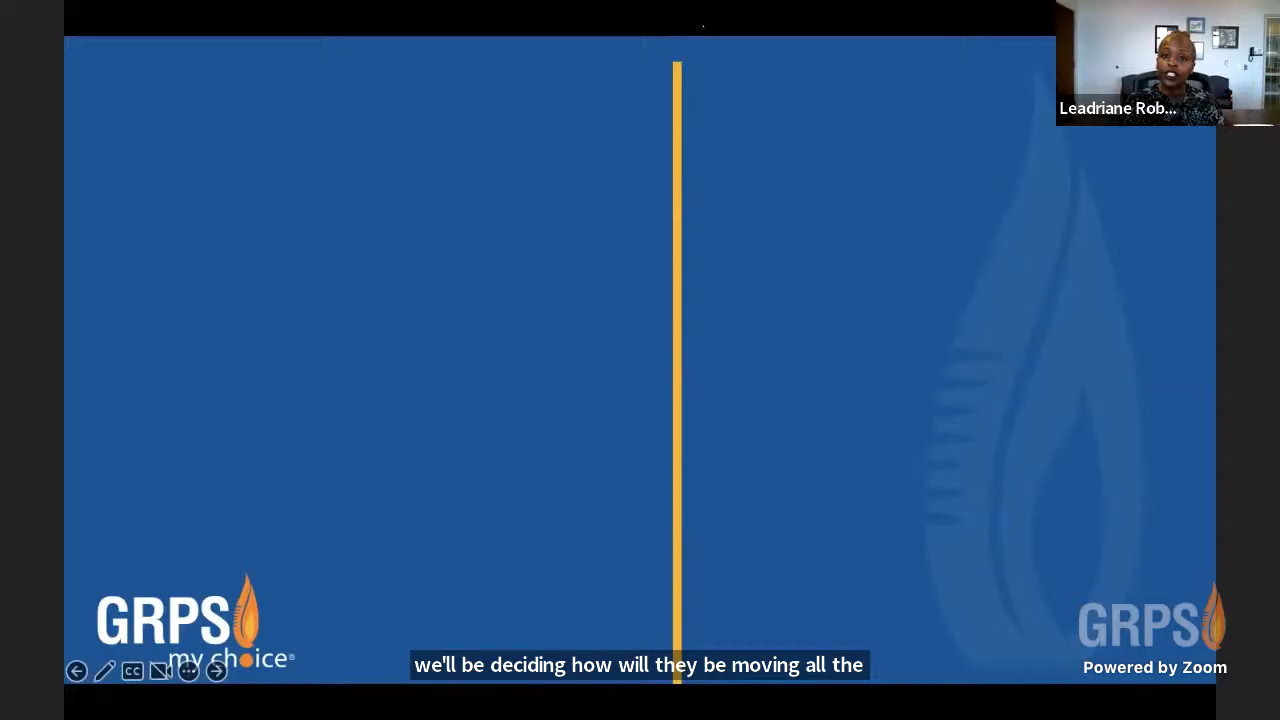 Leadriane Rob...
GRPS
my choice®
CC
we'll be deciding how will they be moving all the
GRPS
Powered by Zoom